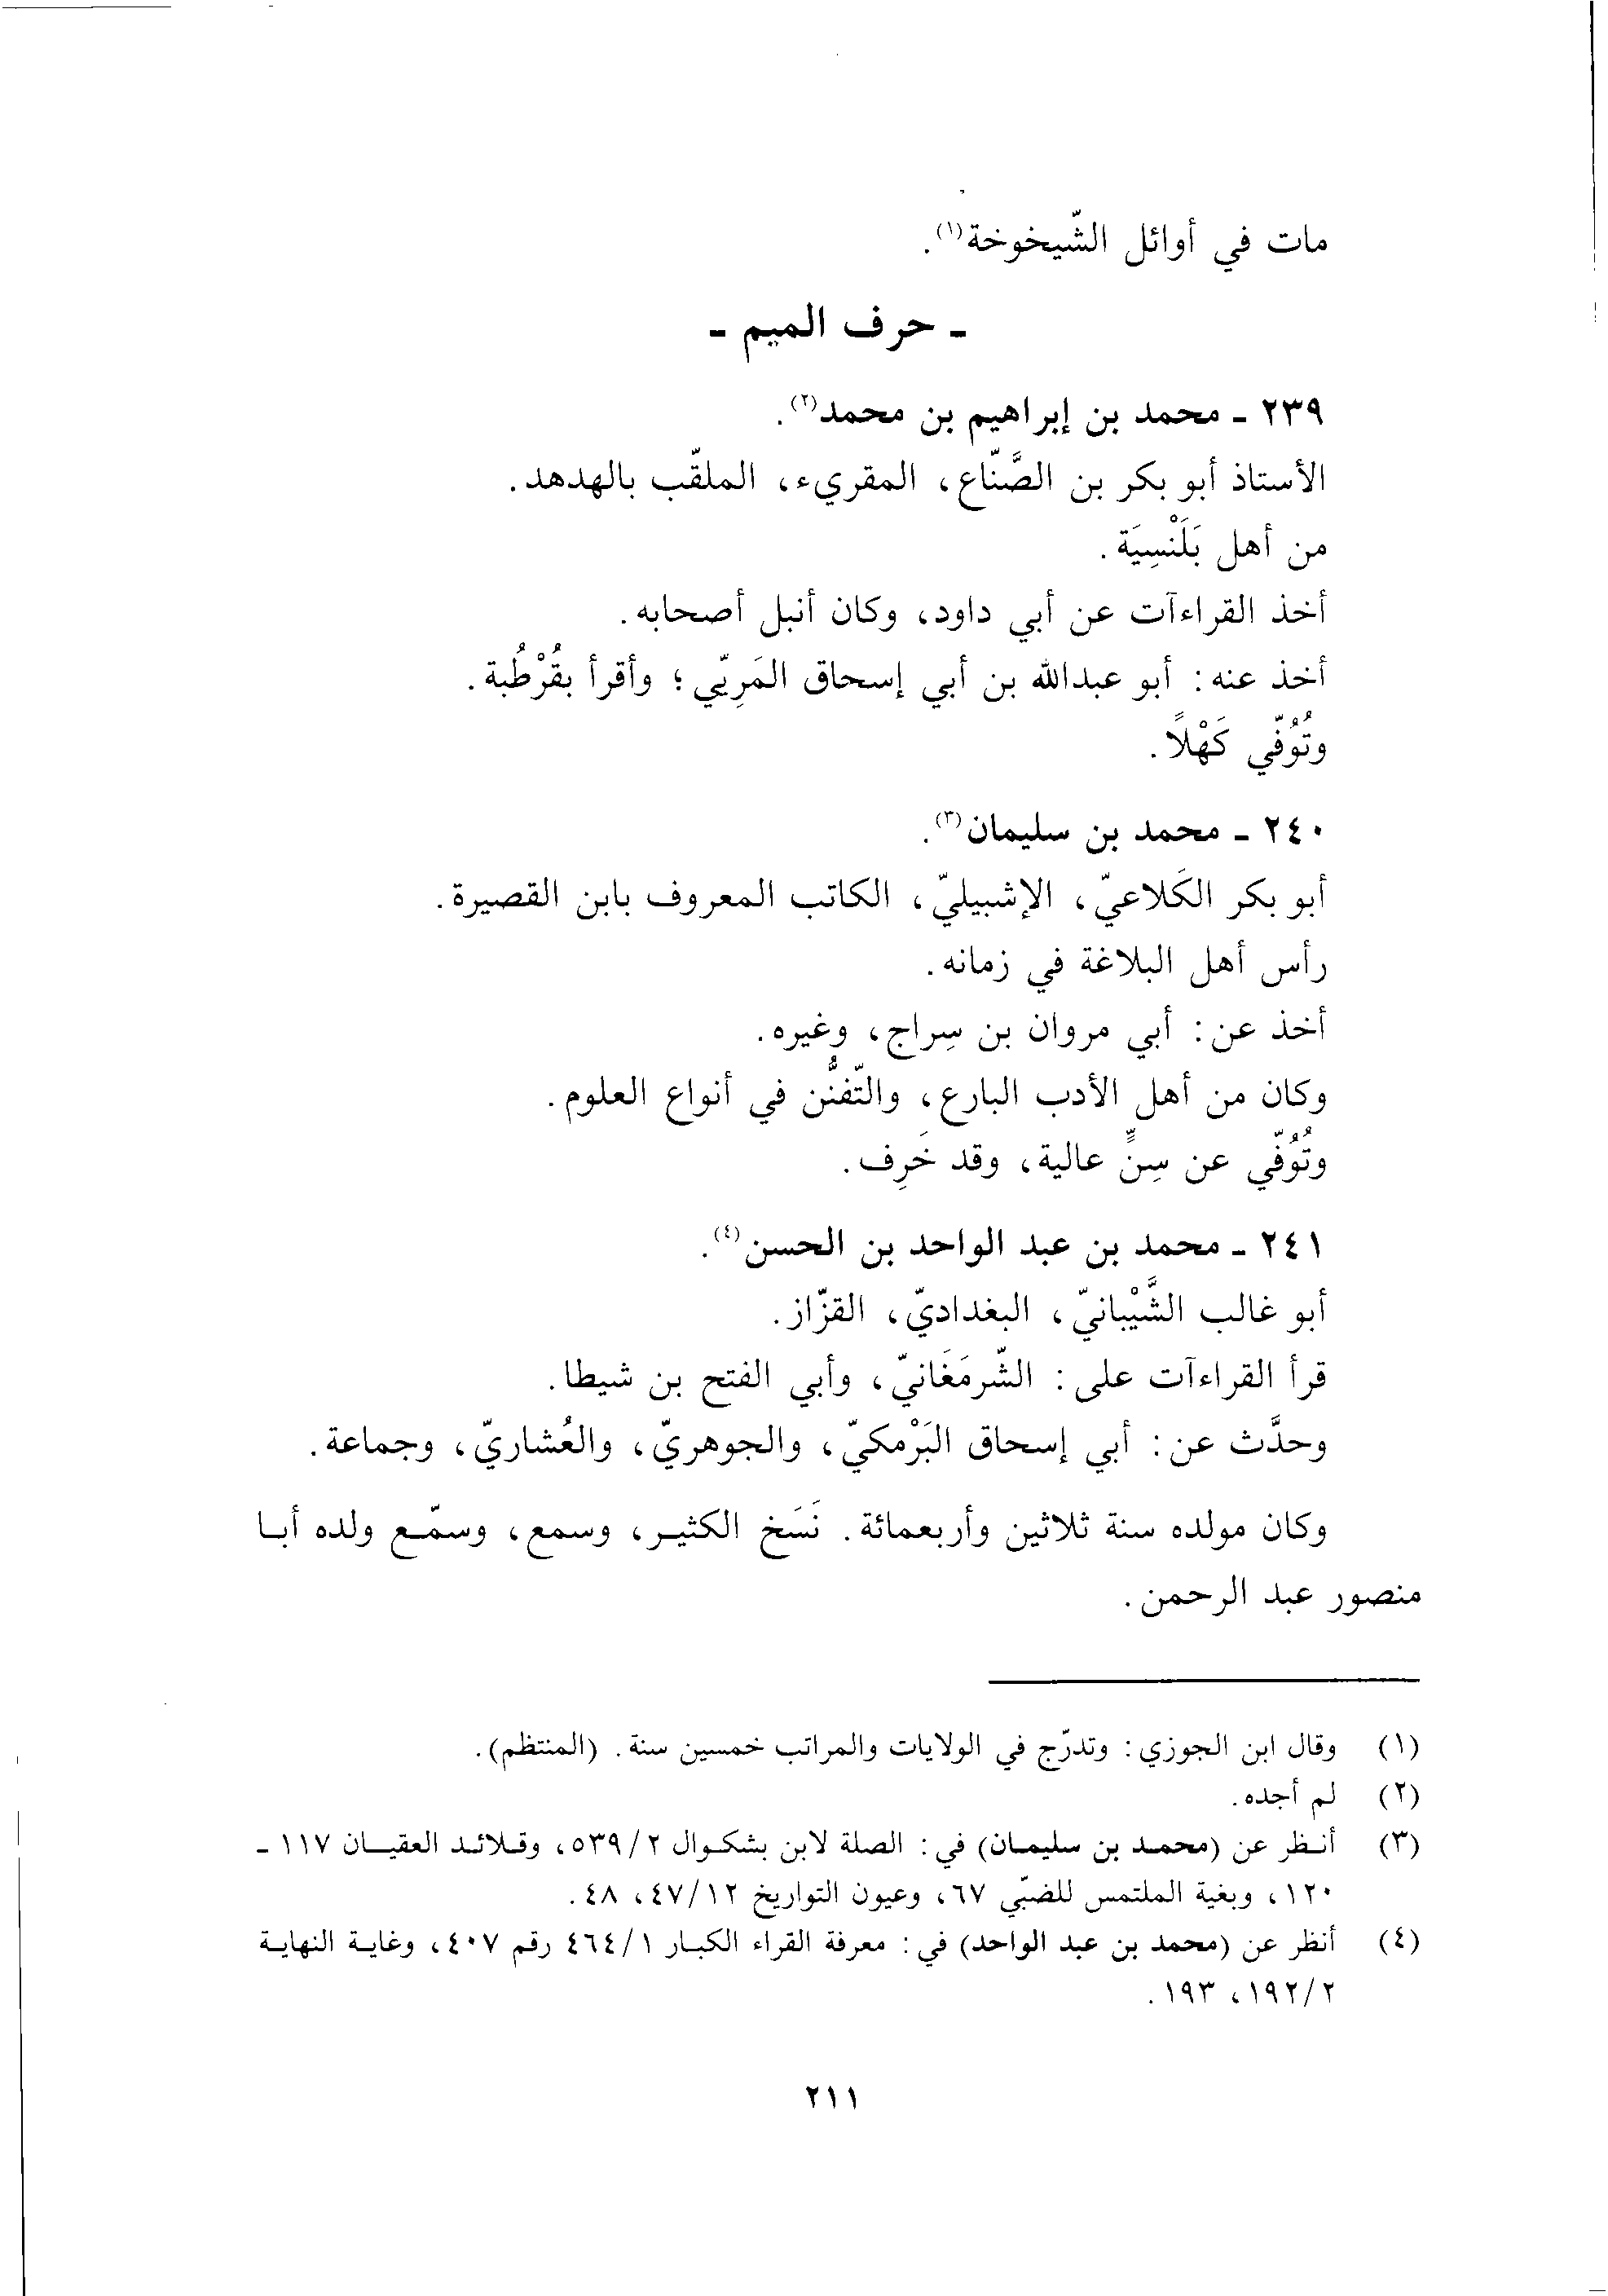 مات في أوائل الشّيخوخة(١).
- حرف الميم -
٢٣٩ - محمد بن إبراهيم بن محمد(٢).
الأستاذ أبو بكر بن الصَّنّاع، المقريء، الملقّب بالهدهد.
من أهل بَلَنْسِيَة.
أخذ القراءآت عن أبي داود، وكان أنبل أصحابه.
أخذ عنه: أبو عبدالله بن أبي إسحاق المَرِيّي؛ وأقرأ بقُرْطُبة.
وتُوُفّي كَهْلًا.
٢٤٠ - محمد بن سليمان(٣).
أبو بكر الكَلاعيّ، الإشبيليّ، الكاتب المعروف بابن القصيرة.
رأس أهل البلاغة في زمانه.
أخذ عن: أبي مروان بن سِراج، وغيره.
وكان من أهل الأدب البارع، والتّفنُّن في أنواع العلوم.
وتُوُفّي عن سِنٍّ عالية، وقد خَرِف.
٢٤١ - محمد بن عبد الواحد بن الحسن(٤).
أبو غالب الشَّيْبانيّ، البغداديّ، القزّاز.
قرأ القراءآت على: الشّرمَغَانيّ، وأبي الفتح بن شيطا.
وحدَّث عن: أبي إسحاق البَرْمكيّ، والجوهريّ، والعُشاريّ، وجماعة.
وكان مولده سنة ثلاثين وأربعمائة. نَسَخ الكثير، وسمع، وسمّع ولده أبا
منصور عبد الرحمن.
(١) وقال ابن الجوزي: وتدرّج في الولايات والمراتب خمسين سنة. (المنتظم).
(٢) لم أجده.
(٣) أنظر عن (محمد بن سليمان) في: الصلة لابن بشكوال ٥٣٩/٢، وقلائد العقيان ١١٧ -
١٢٠، وبغية الملتمس للضبّي ٦٧، وعيون التواريخ ٤٧/١٢، ٤٨.
(٤) أنظر عن (محمد بن عبد الواحد) في: معرفة القراء الكبار ٤٦٤/١ رقم ٤٠٧، وغاية النهاية
١٩٢/٢، ١٩٣.
٢١١